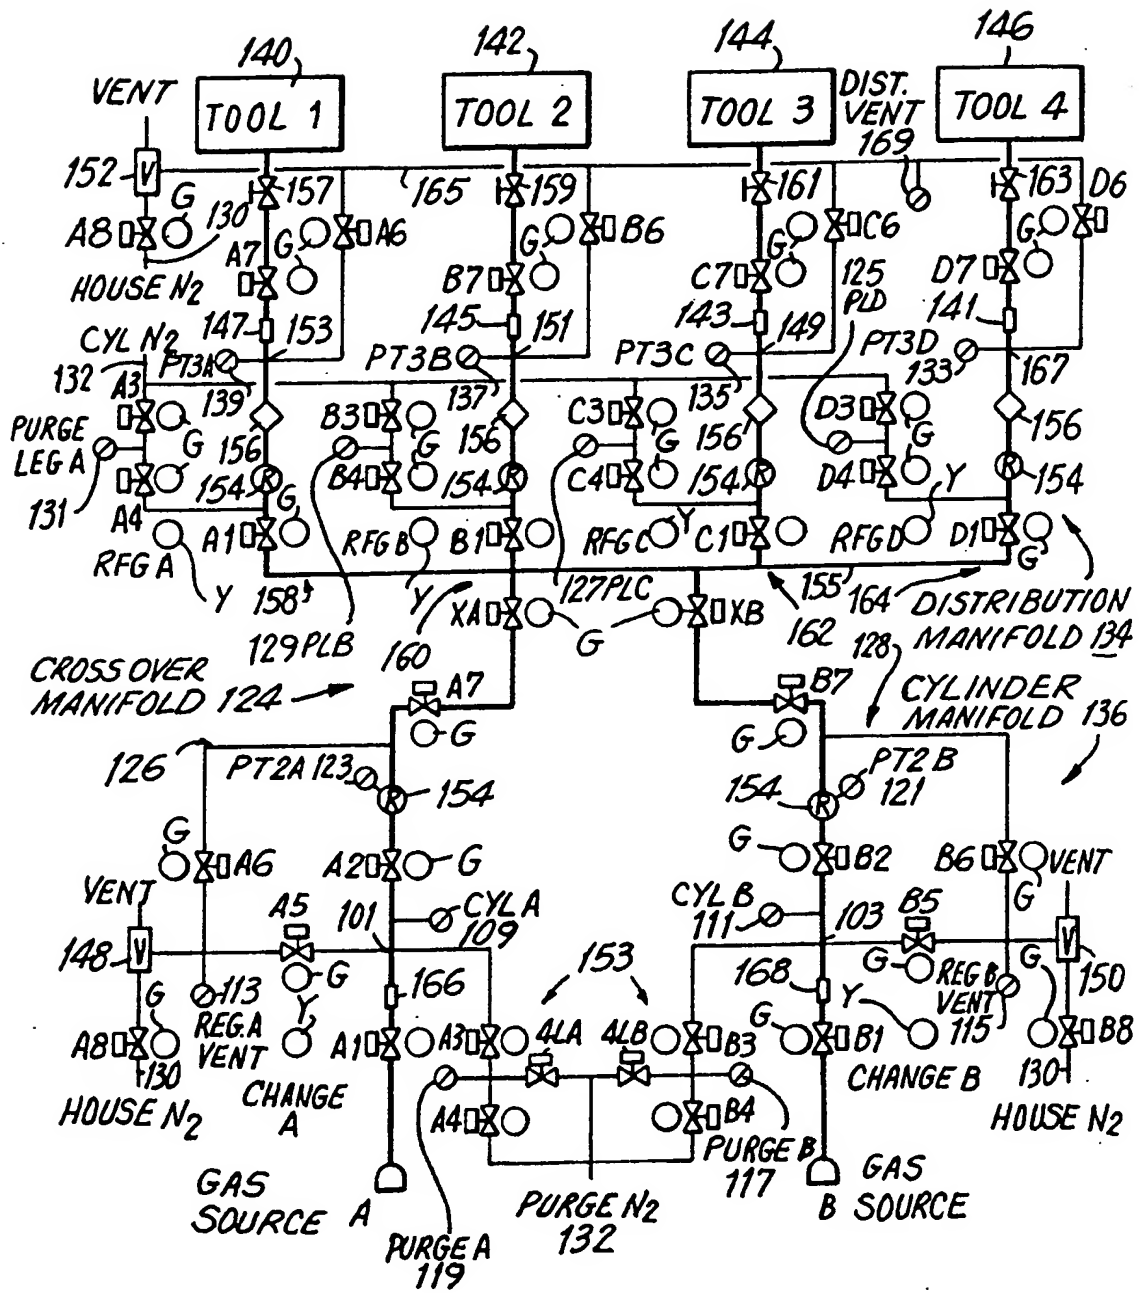 140
142
144
146
VENT
TOOL 1
TOOL 2
TOOL 3
DIST. VENT 169
TOOL 4
152
V
G
130
157
165
159
161
163
D6
A8
A7
G
A6
B7
G
B6
C7
G
C6
125 PLD
D7
G
HOUSE N2
147
153
145
151
143
149
141
CYL N2
132
PT3A
139
PT3B
137
PT3C
135
PT3D
133
167
A3
G
B3
G
C3
G
D3
G
PURGE LEG A
131
A4
156
156
156
156
R
154
B4
R
154
C4
R
154
D4
R
154
Y
G
A1
RFG A
Y
RFG B
Y
B1
RFG C
Y
C1
RFG D
D1
G
158
129 PLB
160
XA
127 PLC
G
XB
155
162
164
DISTRIBUTION MANIFOLD 134
128
CROSS OVER MANIFOLD 124
A7
G
B7
G
CYLINDER MANIFOLD 136
126
PT2A 123
R
154
154
R
PT2 B
121
G
A6
A2
G
G
B2
B6
G
VENT
VENT
A5
101
CYL A
109
CYL B
111
103
B5
148
V
G
113
REG. A VENT
G
Y
166
153
168
Y
G
REG B VENT
115
G
V
150
A8
130
HOUSE N2
CHANGE A
A1
A3
4LA
4LB
B3
G
B1
CHANGE B
B8
130
HOUSE N2
A4
B4
GAS SOURCE A
PURGE A
119
PURGE N2
132
PURGE B
117
B
GAS SOURCE